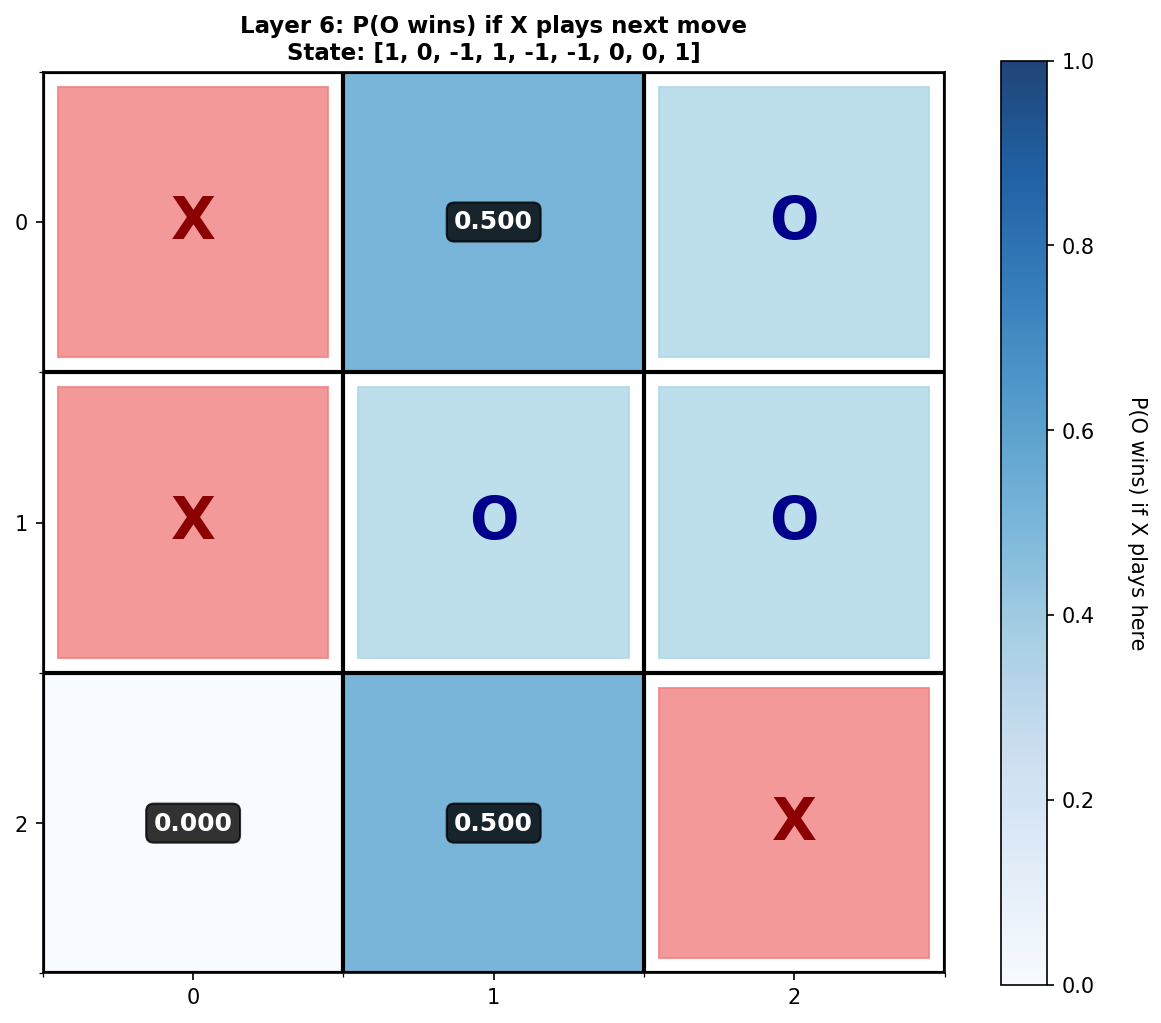 Layer 6: P(O wins) if X plays next move
State: [1, 0, -1, 1, -1, -1, 0, 0, 1]
X
0.500
O
X
O
O
0.000
0.500
X
0
1
2
0
1
2
1.0
0.8
0.6
0.4
0.2
0.0
P(O wins) if X plays here